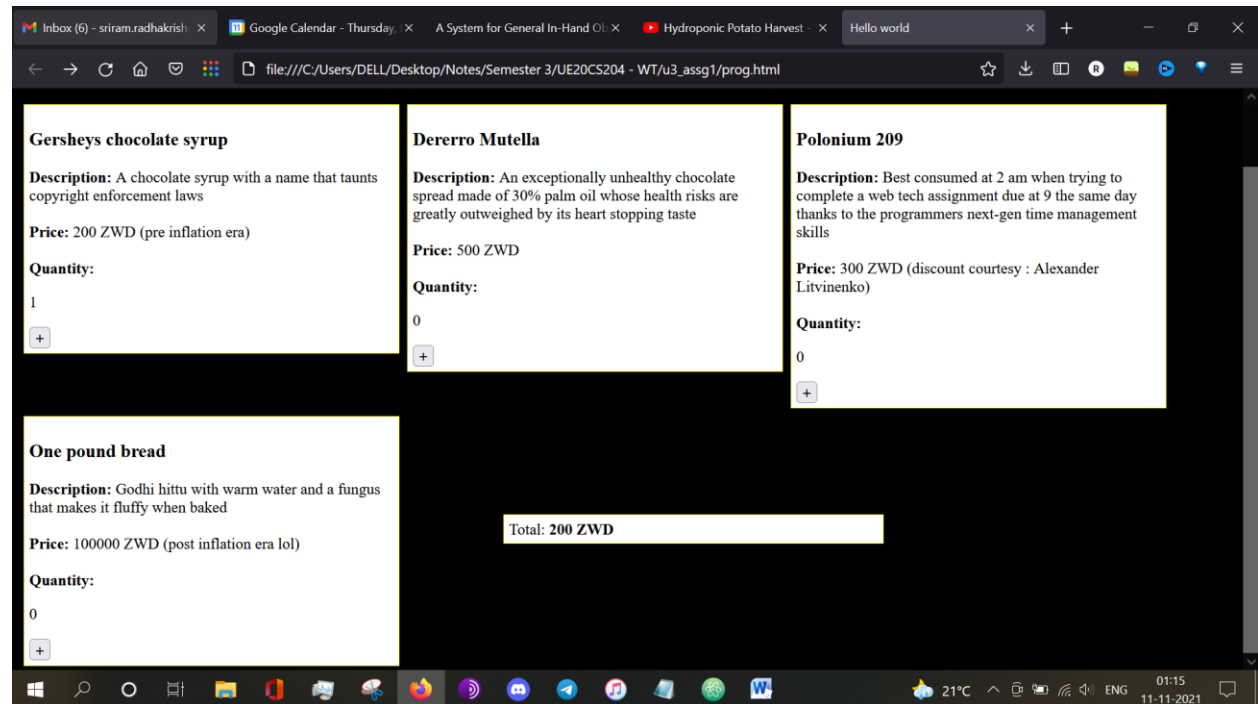 Inbox (6) - sriram.radhakrish
Google Calendar - Thursday,
A System for General In-Hand Ob
Hydroponic Potato Harvest -
Hello world
file:///C:/Users/DELL/Desktop/Notes/Semester 3/UE20CS204 - WT/u3_assg1/prog.html
Gersheys chocolate syrup
Description: A chocolate syrup with a name that taunts
copyright enforcement laws
Price: 200 ZWD (pre inflation era)
Quantity:
1
+
Dererro Mutella
Description: An exceptionally unhealthy chocolate
spread made of 30% palm oil whose health risks are
greatly outweighed by its heart stopping taste
Price: 500 ZWD
Quantity:
0
+
Polonium 209
Description: Best consumed at 2 am when trying to
complete a web tech assignment due at 9 the same day
thanks to the programmers next-gen time management
skills
Price: 300 ZWD (discount courtesy : Alexander
Litvinenko)
Quantity:
0
+
One pound bread
Description: Godhi hittu with warm water and a fungus
that makes it fluffy when baked
Price: 100000 ZWD (post inflation era lol)
Quantity:
0
+
Total: 200 ZWD
21°C
ENG
01:15
11-11-2021